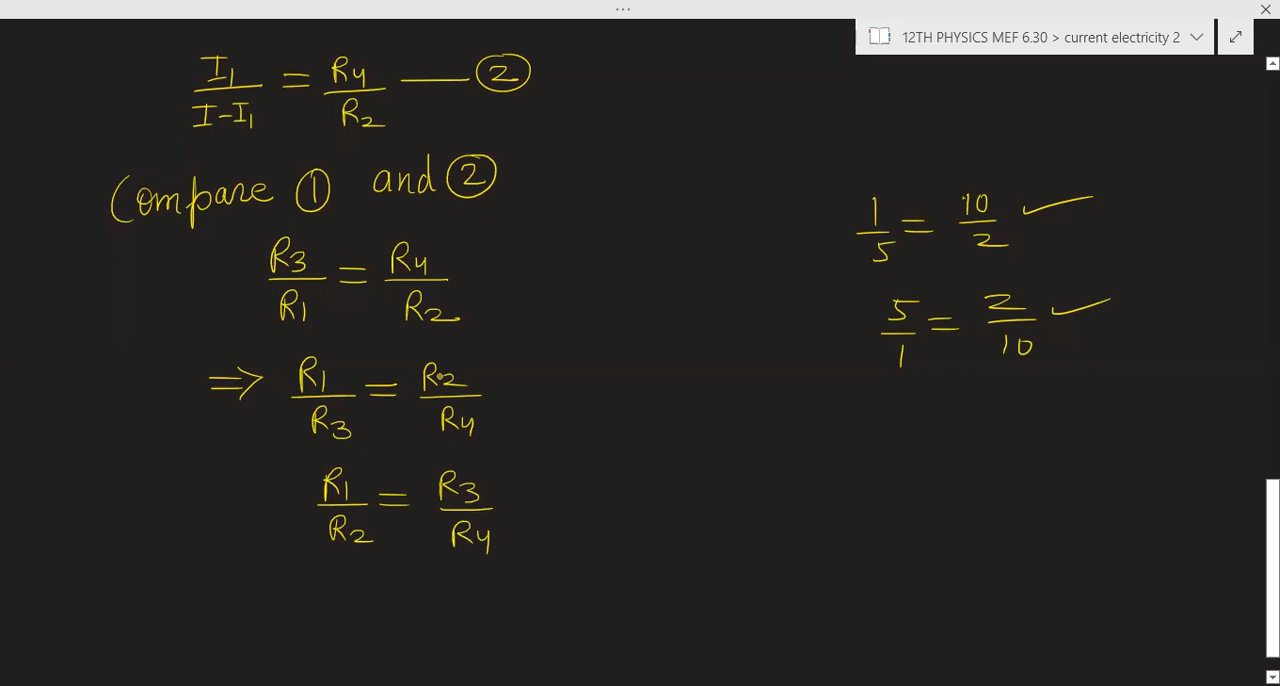 12TH PHYSICS MEF 6.30 > current electricity 2
I1/I-I1 = R4/R2 — 2
Compare 1 and 2
R3/R1 = R4/R2
=> R1/R3 = R2/R4
R1/R2 = R3/R4
1/5 = 10/2 ✓
5/1 = 2/10 ✓